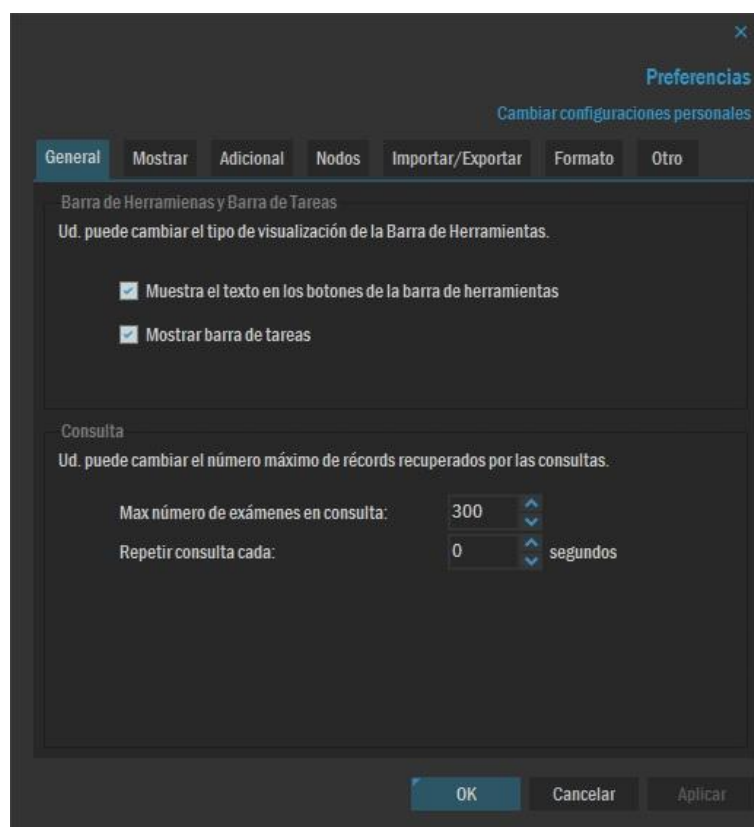 Preferencias
Cambiar configuraciones personales
General Mostrar Adicional Nodos Importar/Exportar Formato Otro
Barra de Herramienas y Barra de Tareas
Ud. puede cambiar el tipo de visualización de la Barra de Herramientas.
Muestra el texto en los botones de la barra de herramientas
Mostrar barra de tareas
Consulta
Ud. puede cambiar el número máximo de récords recuperados por las consultas.
Max número de exámenes en consulta: 300
Repetir consulta cada: 0 segundos
OK Cancelar Aplicar